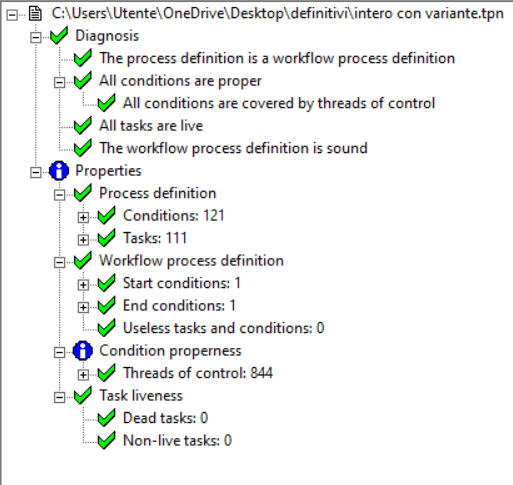 C:\Users\Utente\OneDrive\Desktop\definitivi\intero con variante.tpn
Diagnosis
The process definition is a workflow process definition
All conditions are proper
All conditions are covered by threads of control
All tasks are live
The workflow process definition is sound
Properties
Process definition
Conditions: 121
Tasks: 111
Workflow process definition
Start conditions: 1
End conditions: 1
Useless tasks and conditions: 0
Condition properness
Threads of control: 844
Task liveness
Dead tasks: 0
Non-live tasks: 0